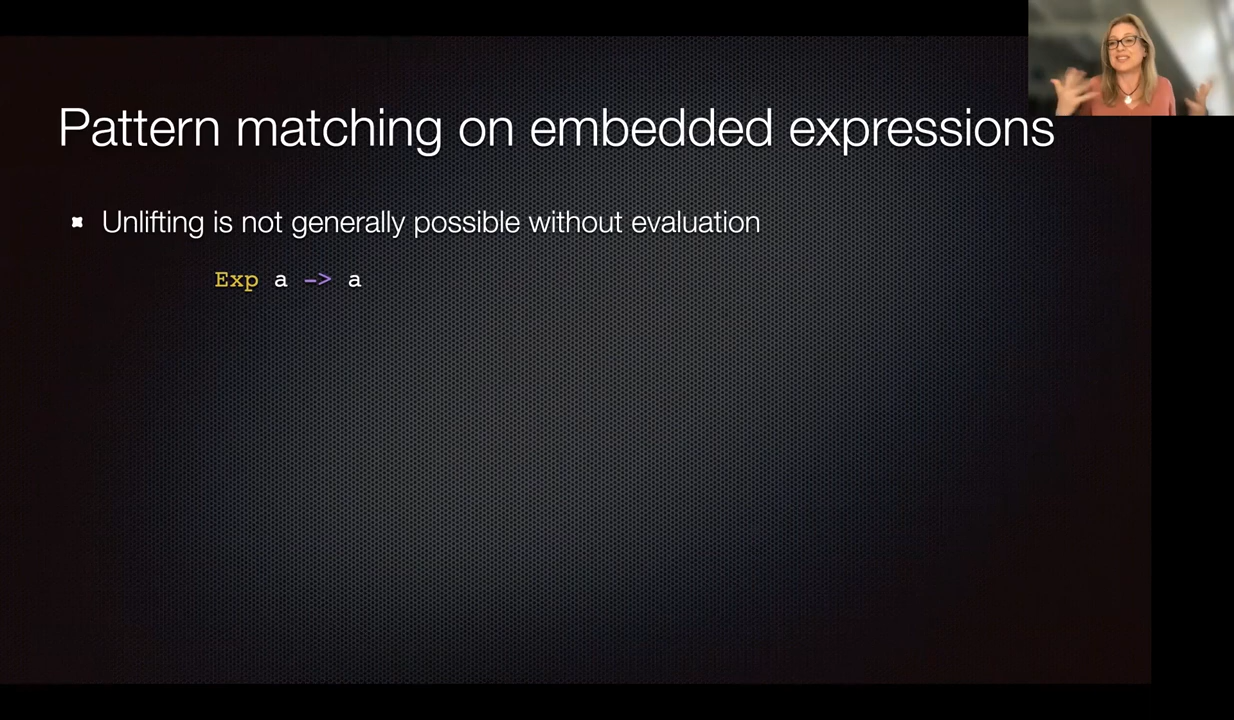 Pattern matching on embedded expressions
Unlifting is not generally possible without evaluation
Exp a -> a